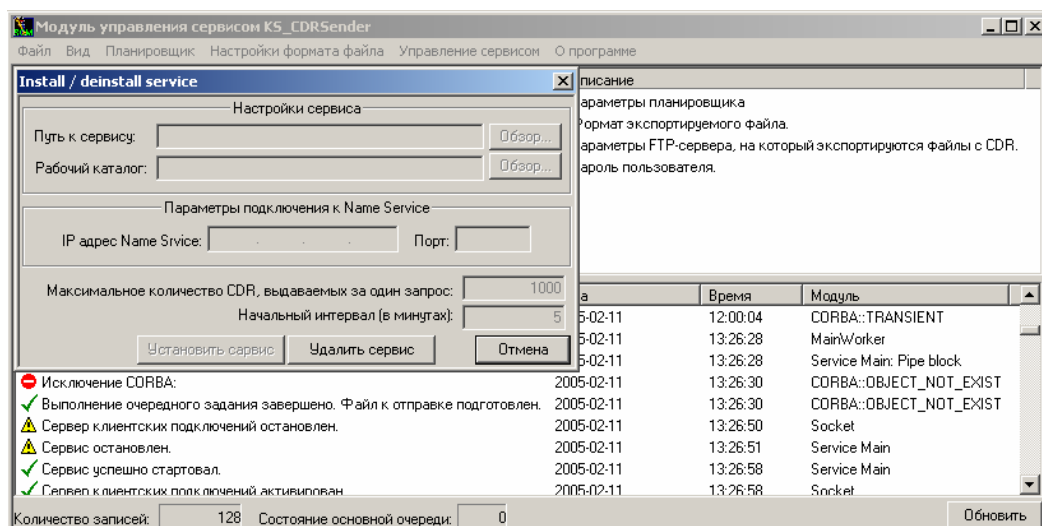 Модуль управления сервисом KS_CDRSender
Файл Вид Планировщик Настройки формата файла Управление сервисом О программе
Install / deinstall service
писание
Настройки сервиса
Путь к сервису: Обзор...
Рабочий каталог: Обзор...
араметры планировщика
Формат экспортируемого файла.
араметры FTP-сервера, на который экспортируются файлы с CDR.
ароль пользователя.
Параметры подключения к Name Service
IP адрес Name Srvice: . . . Порт:
Максимальное количество CDR, выдаваемых за один запрос: 1000
Начальный интервал (в минутах): 5
Установить сарвис Удалить сервис Отмена
а Время Модуль
5-02-11 12:00:04 CORBA::TRANSIENT
5-02-11 13:26:28 MainWorker
5-02-11 13:26:28 Service Main: Pipe block
Исключение CORBA: 2005-02-11 13:26:30 CORBA::OBJECT_NOT_EXIST
Выполнение очередного задания завершено. Файл к отправке подготовлен. 2005-02-11 13:26:30 CORBA::OBJECT_NOT_EXIST
Сервер клиентских подключений остановлен. 2005-02-11 13:26:50 Socket
Сервис остановлен. 2005-02-11 13:26:51 Service Main
Сервис успешно стартовал. 2005-02-11 13:26:58 Service Main
Сервер клиентских подключений активирован 2005-02-11 13:26:58 Socket
Количество записей: 128 Состояние основной очереди: 0 Обновить